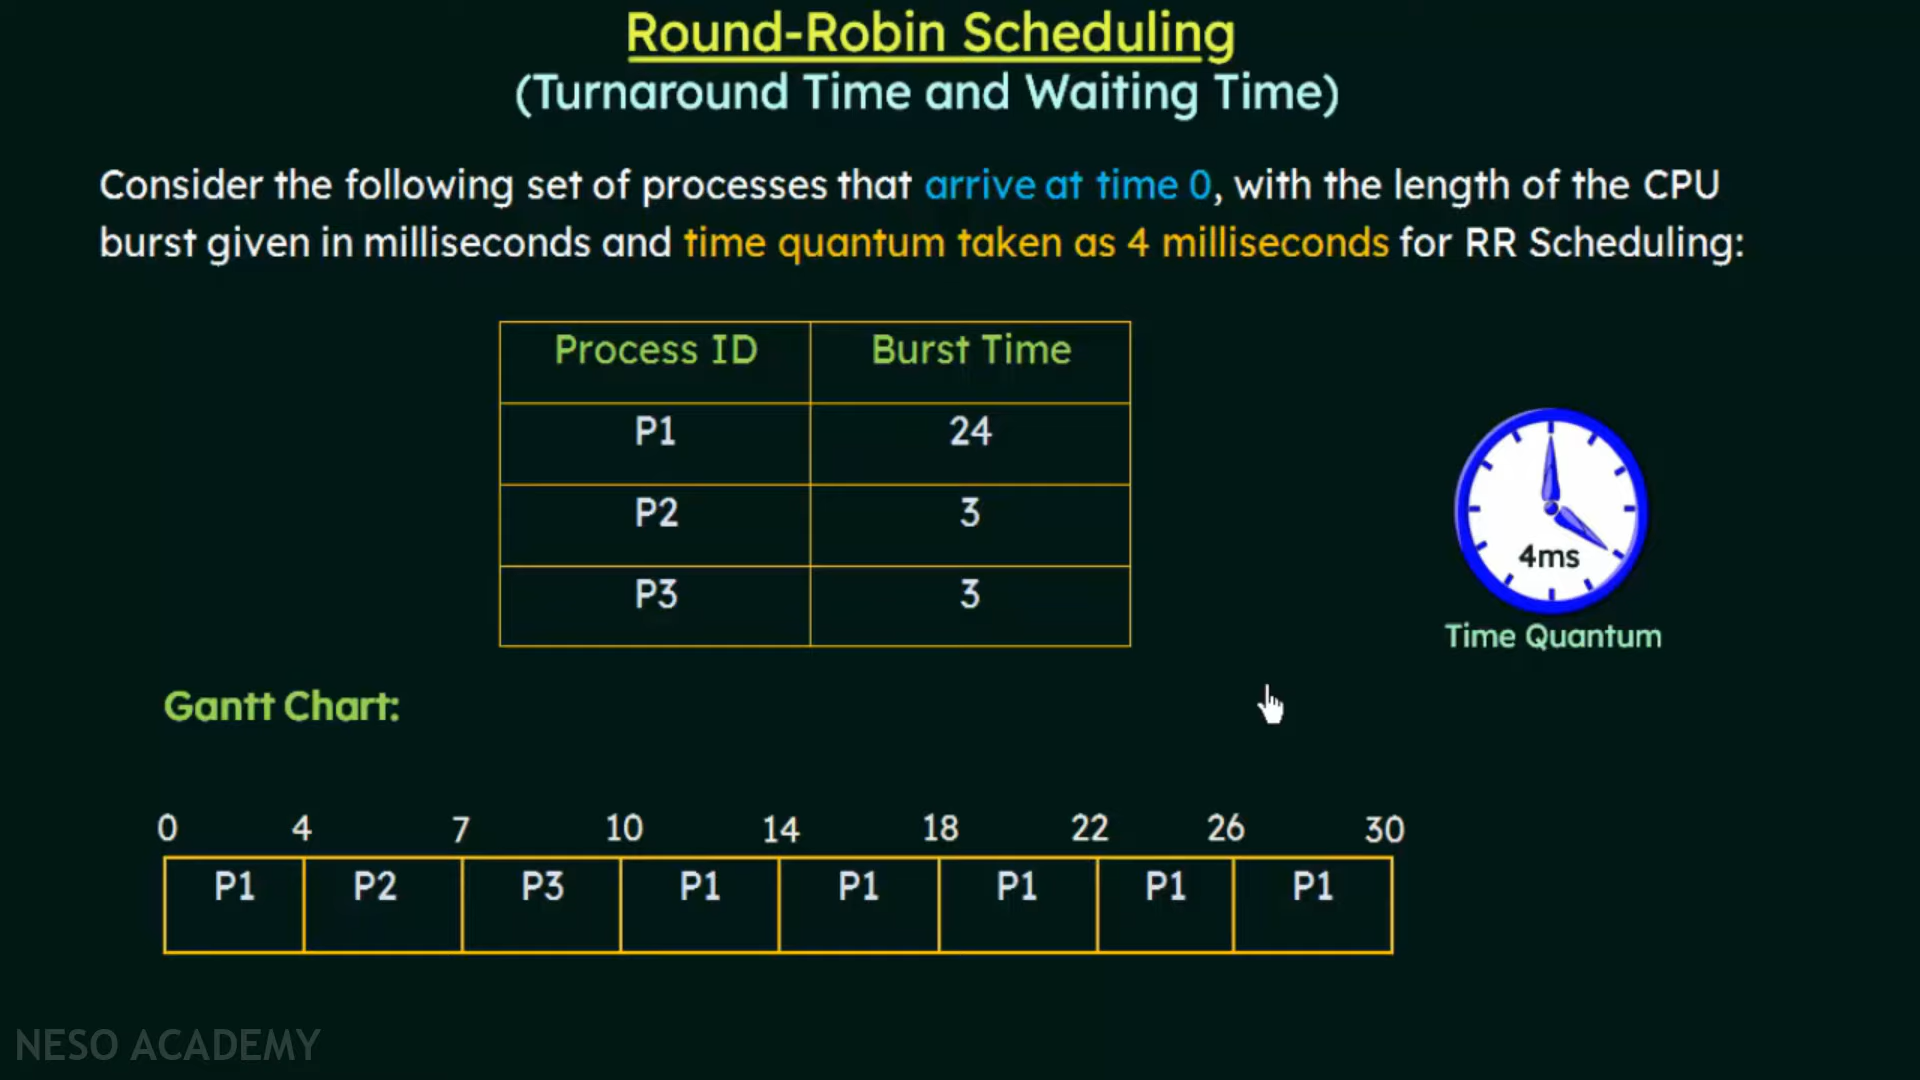 Round-Robin Scheduling
(Turnaround Time and Waiting Time)
Consider the following set of processes that arrive at time 0, with the length of the CPU
burst given in milliseconds and time quantum taken as 4 milliseconds for RR Scheduling:
Process ID Burst Time
P1 24
P2 3
P3 3
4ms
Time Quantum
Gantt Chart:
0 4 7 10 14 18 22 26 30
P1 P2 P3 P1 P1 P1 P1 P1
NESO ACADEMY